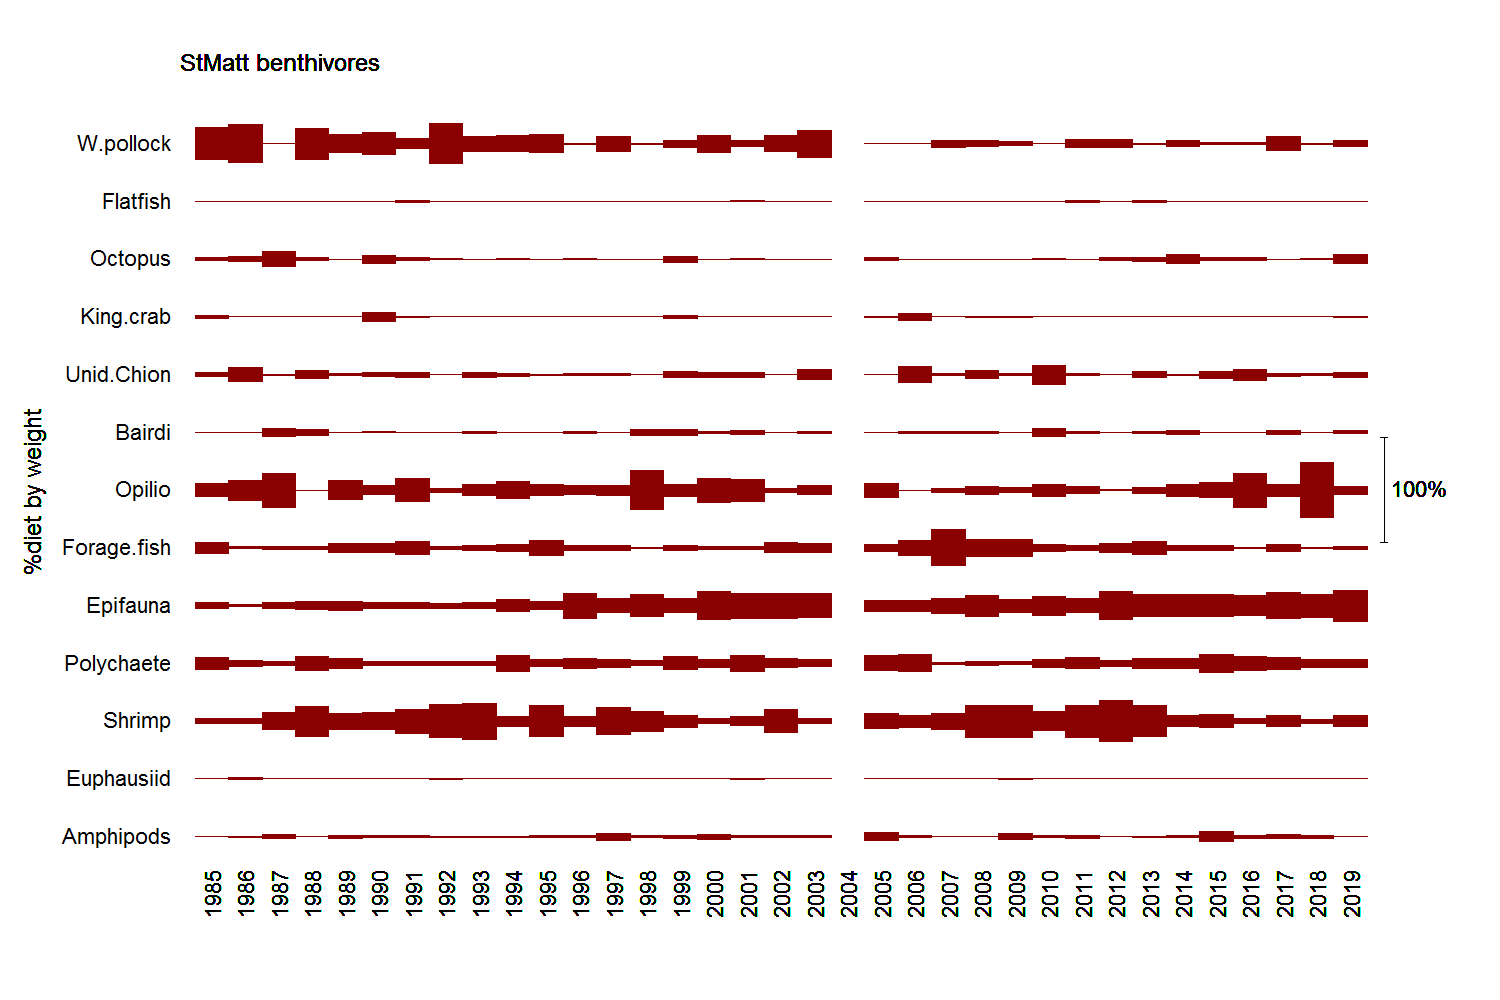 StMatt benthivores
W.pollock
Flatfish
Octopus
King.crab
Unid.Chion
Bairdi
Opilio
Forage.fish
Epifauna
Polychaete
Shrimp
Euphausiid
Amphipods
%diet by weight
100%
1985
1986
1987
1988
1989
1990
1991
1992
1993
1994
1995
1996
1997
1998
1999
2000
2001
2002
2003
2004
2005
2006
2007
2008
2009
2010
2011
2012
2013
2014
2015
2016
2017
2018
2019